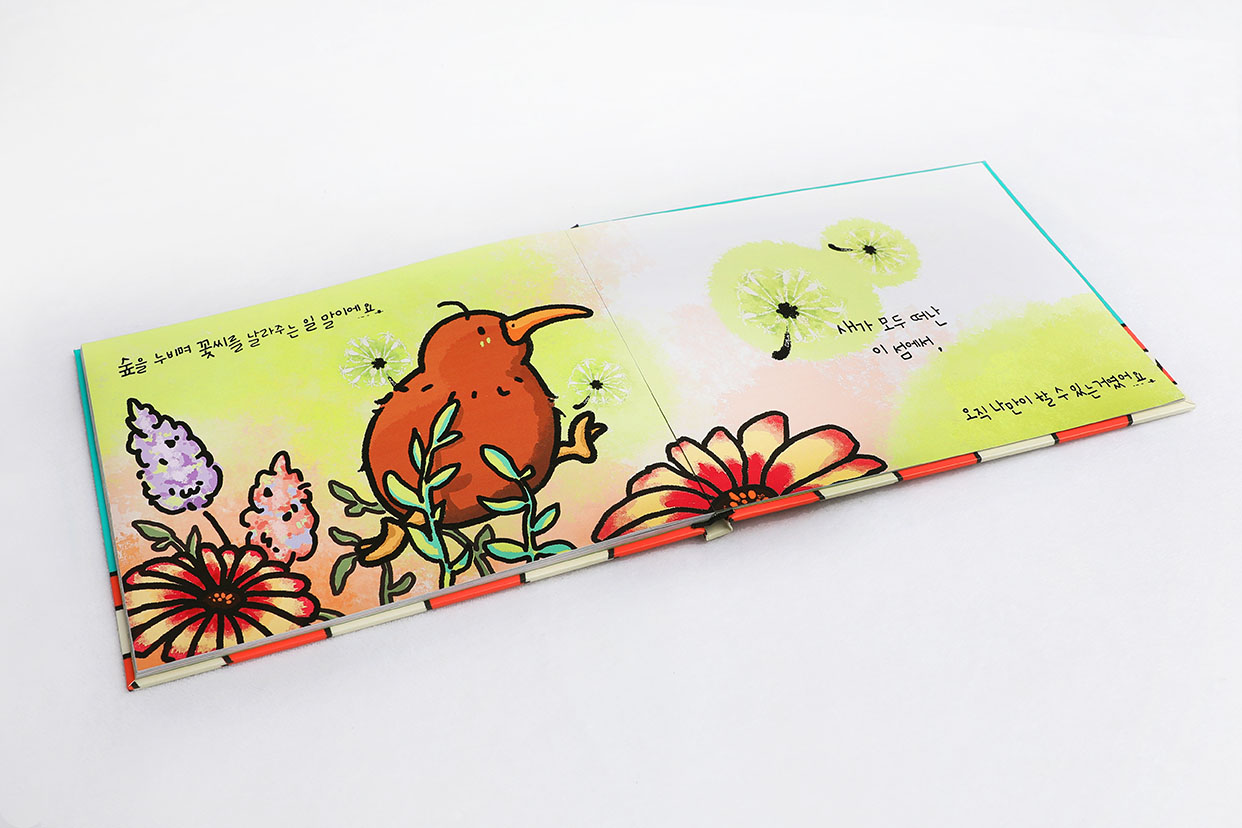 숲을 누비며 꽃씨를 날라주는 일 말이에요.
새가 모두 떠난
이 섬에서,
오직 나만이 할 수 있는거였어요.